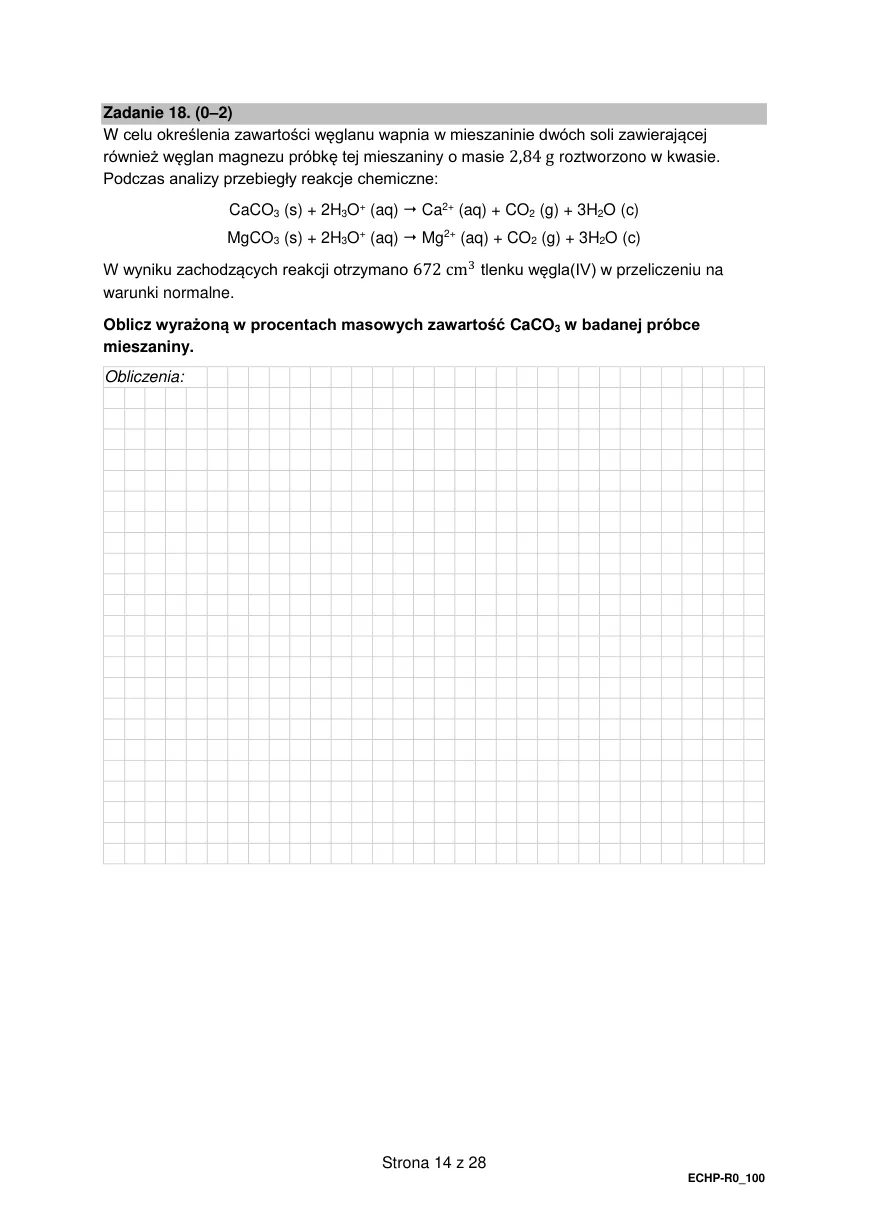 Zadanie 18. (0–2)
W celu określenia zawartości węglanu wapnia w mieszaninie dwóch soli zawierającej
również węglan magnezu próbkę tej mieszaniny o masie 2,84 g roztworzono w kwasie.
Podczas analizy przebiegły reakcje chemiczne:
CaCO₃ (s) + 2H₃O⁺ (aq) → Ca²⁺ (aq) + CO₂ (g) + 3H₂O (c)
MgCO₃ (s) + 2H₃O⁺ (aq) → Mg²⁺ (aq) + CO₂ (g) + 3H₂O (c)
W wyniku zachodzących reakcji otrzymano 672 cm³ tlenku węgla(IV) w przeliczeniu na
warunki normalne.
Oblicz wyrażoną w procentach masowych zawartość CaCO₃ w badanej próbce
mieszaniny.
Obliczenia:
Strona 14 z 28
ECHP-R0_100